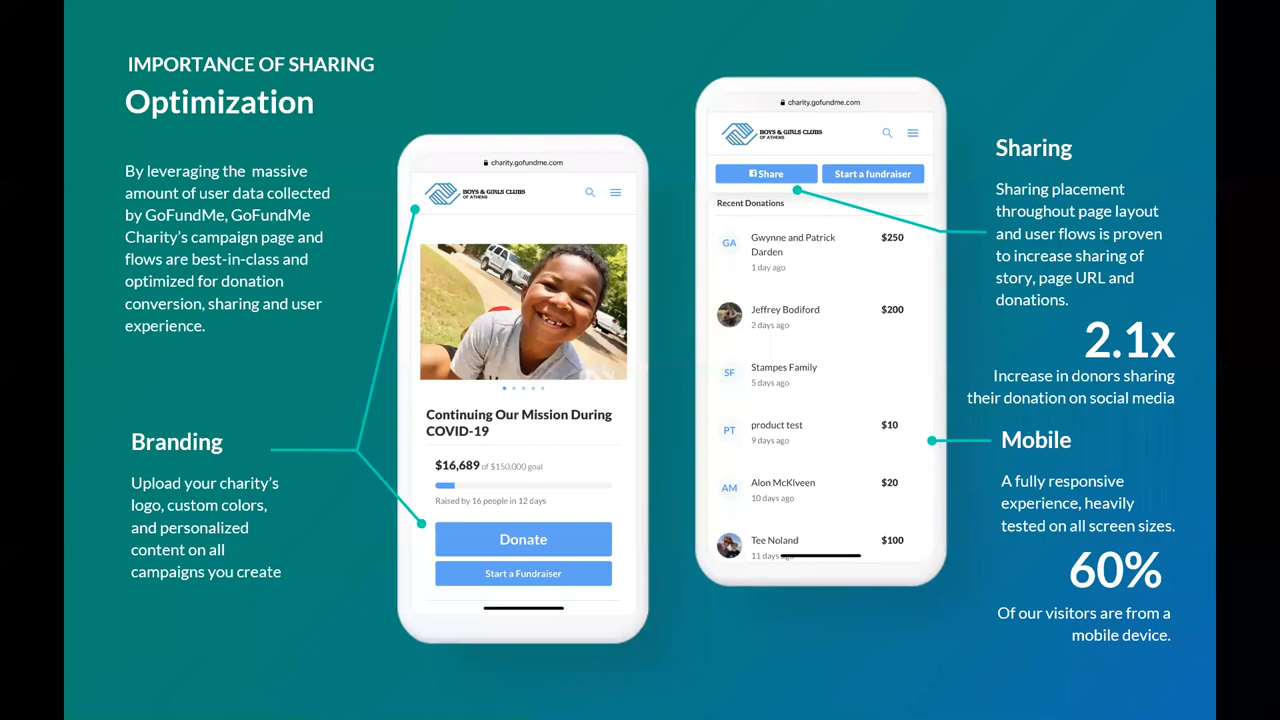 IMPORTANCE OF SHARING
Optimization
By leveraging the massive
amount of user data collected
by GoFundMe, GoFundMe
Charity's campaign page and
flows are best-in-class and
optimized for donation
conversion, sharing and user
experience.
Branding
Upload your charity's
logo, custom colors,
and personalized
content on all
campaigns you create
charity.gofundme.com
BOYS & GIRLS CLUBS
OF ATHENS
Continuing Our Mission During
COVID-19
$16,689 of $150,000 goal
Raised by 16 people in 12 days
Donate
Start a Fundraiser
charity.gofundme.com
BOYS & GIRLS CLUBS
OF ATHENS
Share Start a fundraiser
Recent Donations
GA Gwynne and Patrick $250
Darden
1 day ago
Jeffrey Bodiford $200
2 days ago
SF Stampes Family
5 days ago
PT product test $10
9 days ago
AM Alon McKlveen $20
10 days ago
Tee Noland $100
11 days ago
Sharing
Sharing placement
throughout page layout
and user flows is proven
to increase sharing of
story, page URL and
donations.
2.1x
Increase in donors sharing
their donation on social media
Mobile
A fully responsive
experience, heavily
tested on all screen sizes.
60%
Of our visitors are from a
mobile device.